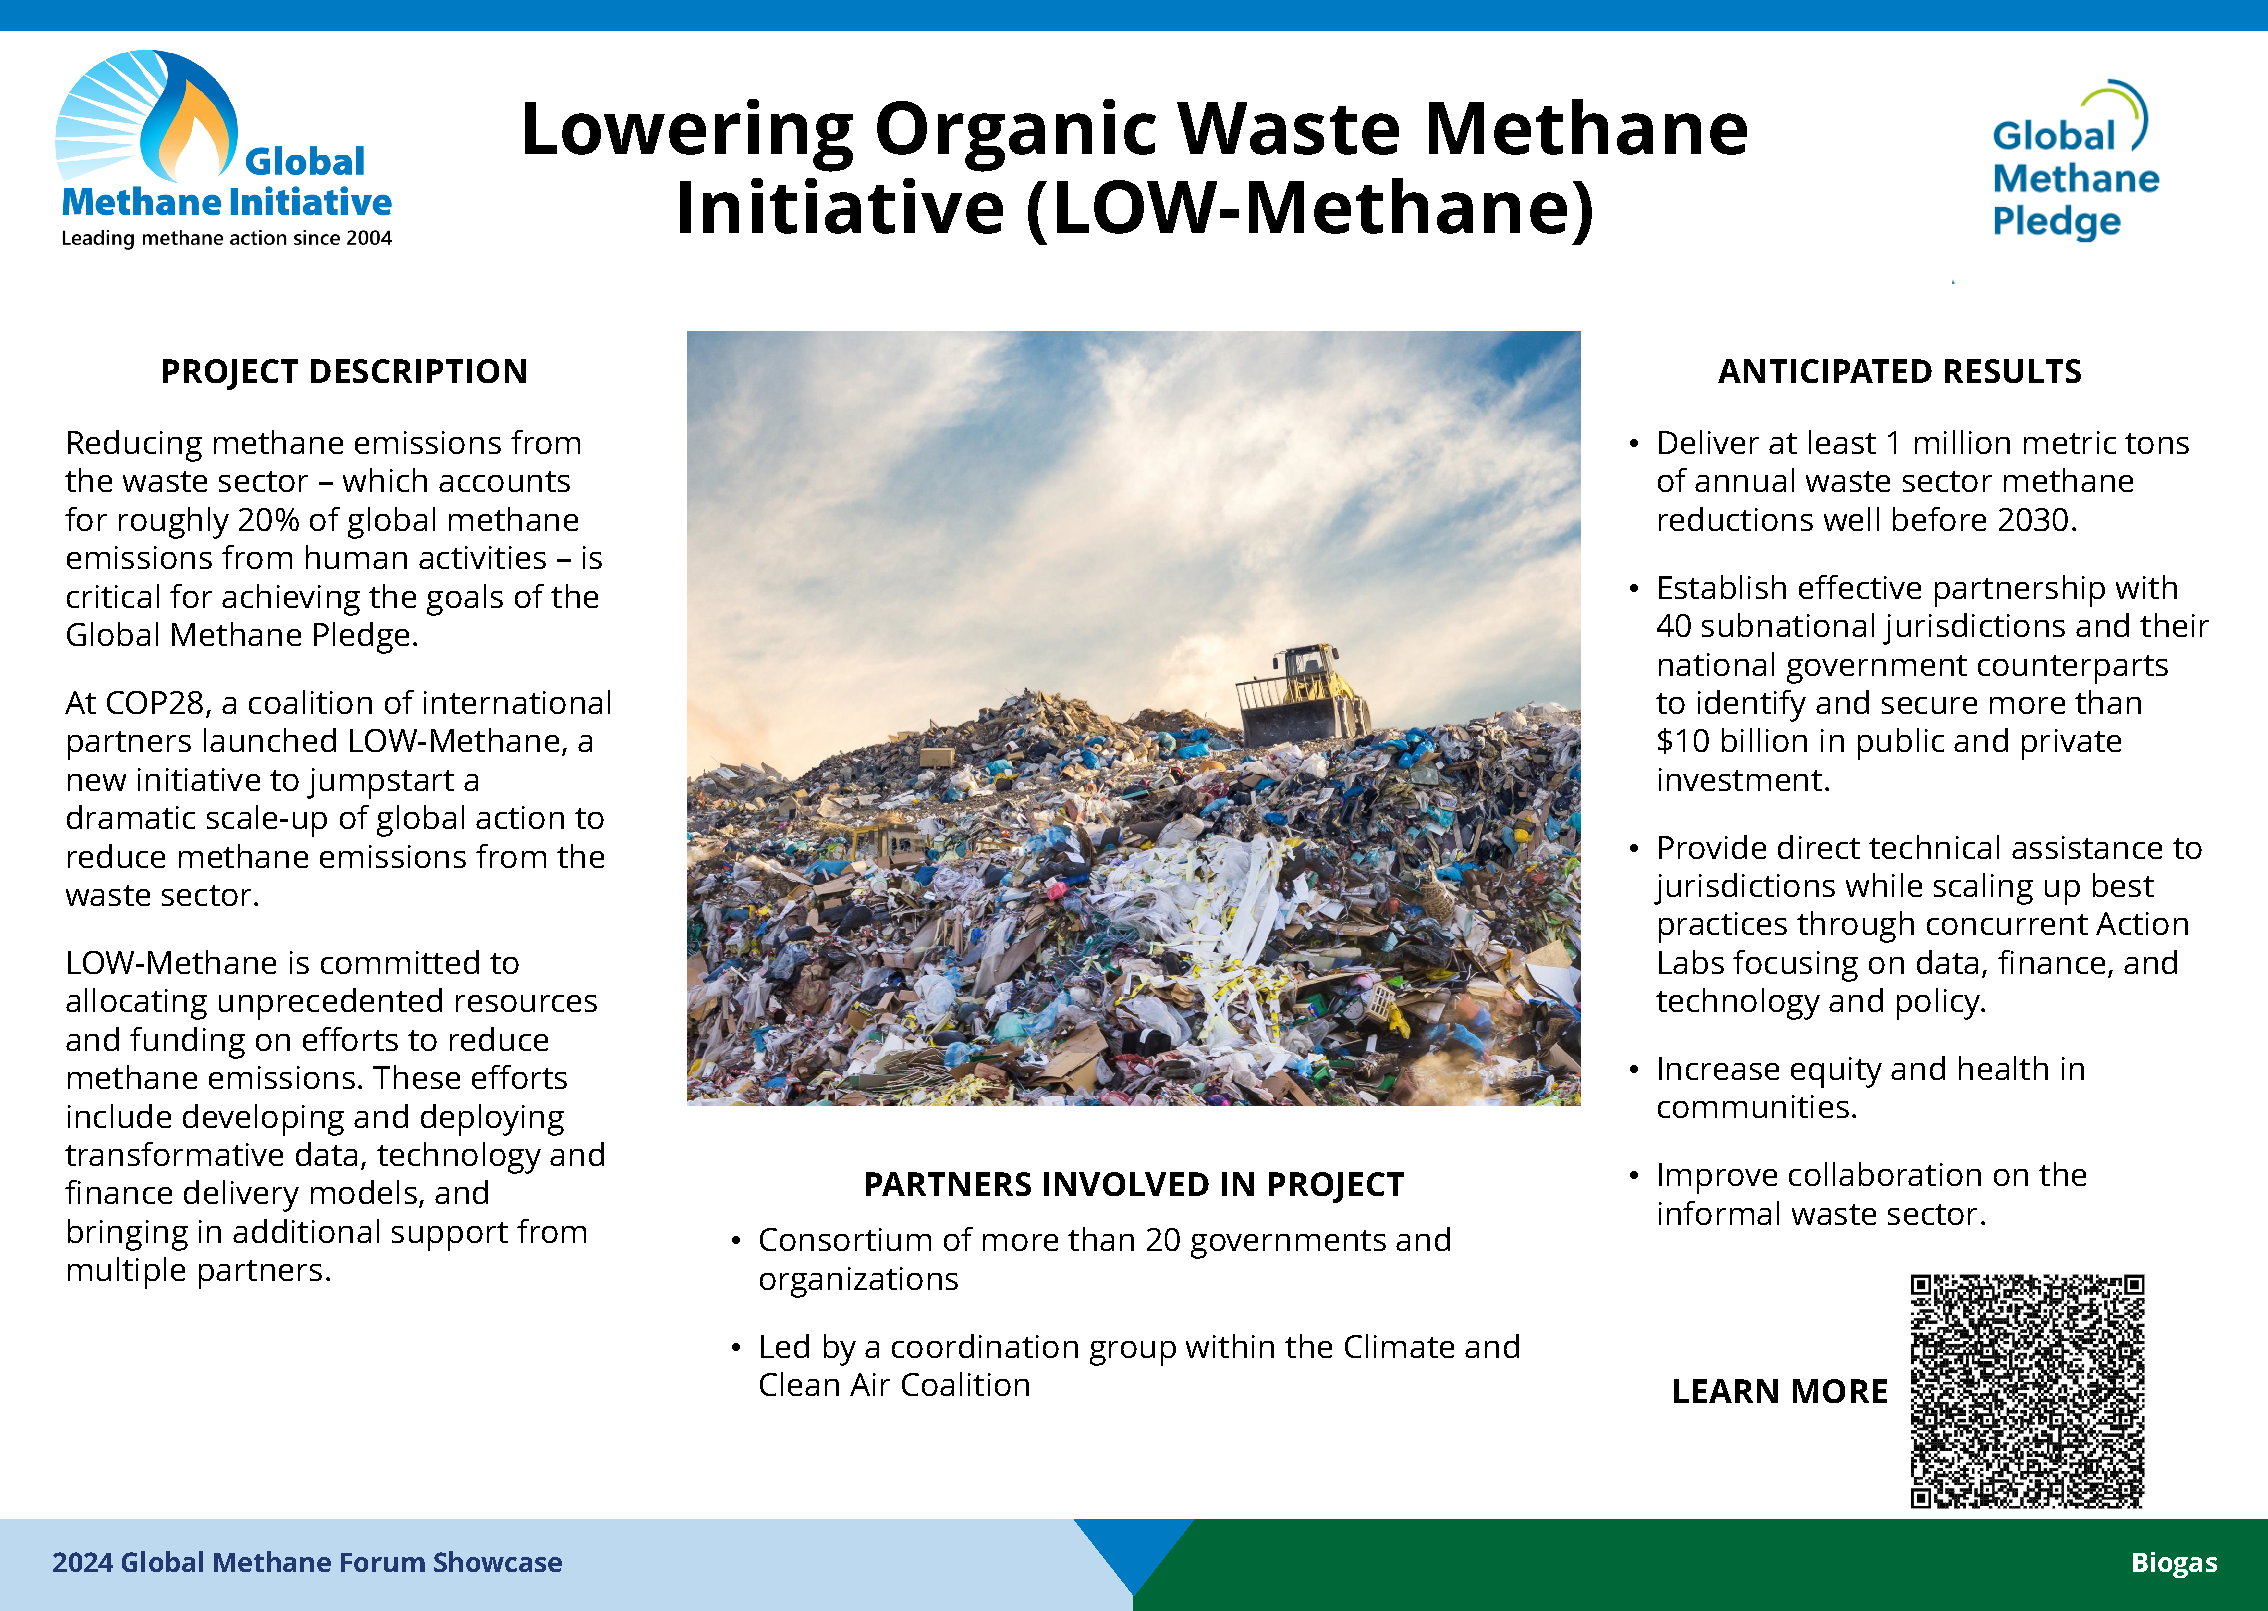 Global
Methane Initiative
Leading methane action since 2004
Lowering Organic Waste Methane
Initiative (LOW-Methane)
Global
Methane
Pledge
PROJECT DESCRIPTION
Reducing methane emissions from
the waste sector – which accounts
for roughly 20% of global methane
emissions from human activities – is
critical for achieving the goals of the
Global Methane Pledge.
At COP28, a coalition of international
partners launched LOW-Methane, a
new initiative to jumpstart a
dramatic scale-up of global action to
reduce methane emissions from the
waste sector.
LOW-Methane is committed to
allocating unprecedented resources
and funding on efforts to reduce
methane emissions. These efforts
include developing and deploying
transformative data, technology and
finance delivery models, and
bringing in additional support from
multiple partners.
PARTNERS INVOLVED IN PROJECT
• Consortium of more than 20 governments and
organizations
• Led by a coordination group within the Climate and
Clean Air Coalition
ANTICIPATED RESULTS
• Deliver at least 1 million metric tons
of annual waste sector methane
reductions well before 2030.
• Establish effective partnership with
40 subnational jurisdictions and their
national government counterparts
to identify and secure more than
$10 billion in public and private
investment.
• Provide direct technical assistance to
jurisdictions while scaling up best
practices through concurrent Action
Labs focusing on data, finance, and
technology and policy.
• Increase equity and health in
communities.
• Improve collaboration on the
informal waste sector.
LEARN MORE
2024 Global Methane Forum Showcase
Biogas